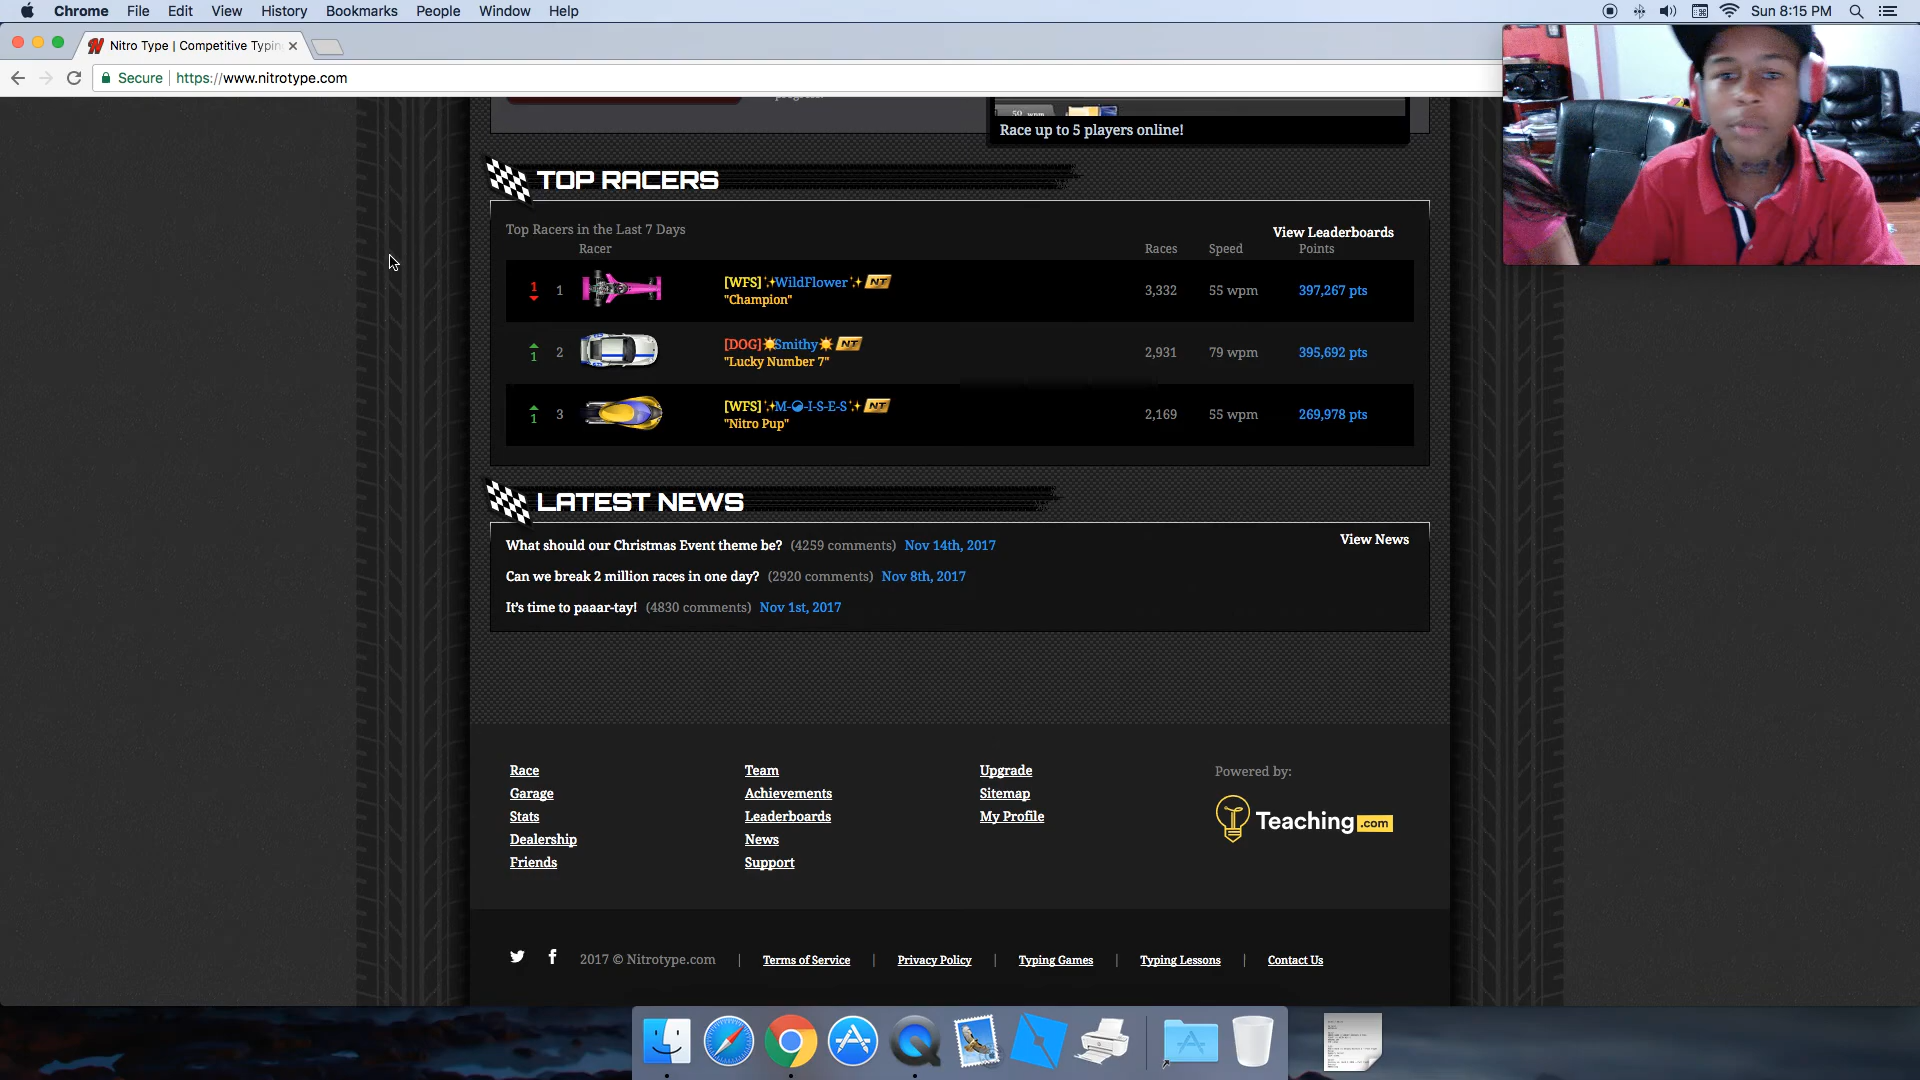 Chrome File Edit View History Bookmarks People Window Help Sun 8:15 PM
Nitro Type | Competitive Typin
Secure https://www.nitrotype.com
50 wpm
Race up to 5 players online!
TOP RACERS
Top Racers in the Last 7 Days View Leaderboards
Racer Races Speed Points
1 1 [WFS] ✨WildFlower✨ NT 3,332 55 wpm 397,267 pts
"Champion"
1 2 [DOG]☀Smithy☀ NT 2,931 79 wpm 395,692 pts
"Lucky Number 7"
1 3 [WFS] ✨M-☯-I-S-E-S✨ NT 2,169 55 wpm 269,978 pts
"Nitro Pup"
LATEST NEWS
View News
What should our Christmas Event theme be? (4259 comments) Nov 14th, 2017
Can we break 2 million races in one day? (2920 comments) Nov 8th, 2017
It's time to paaar-tay! (4830 comments) Nov 1st, 2017
Race Team Upgrade Powered by:
Garage Achievements Sitemap
Stats Leaderboards My Profile Teaching.com
Dealership News
Friends Support
2017 © Nitrotype.com | Terms of Service | Privacy Policy | Typing Games | Typing Lessons | Contact Us